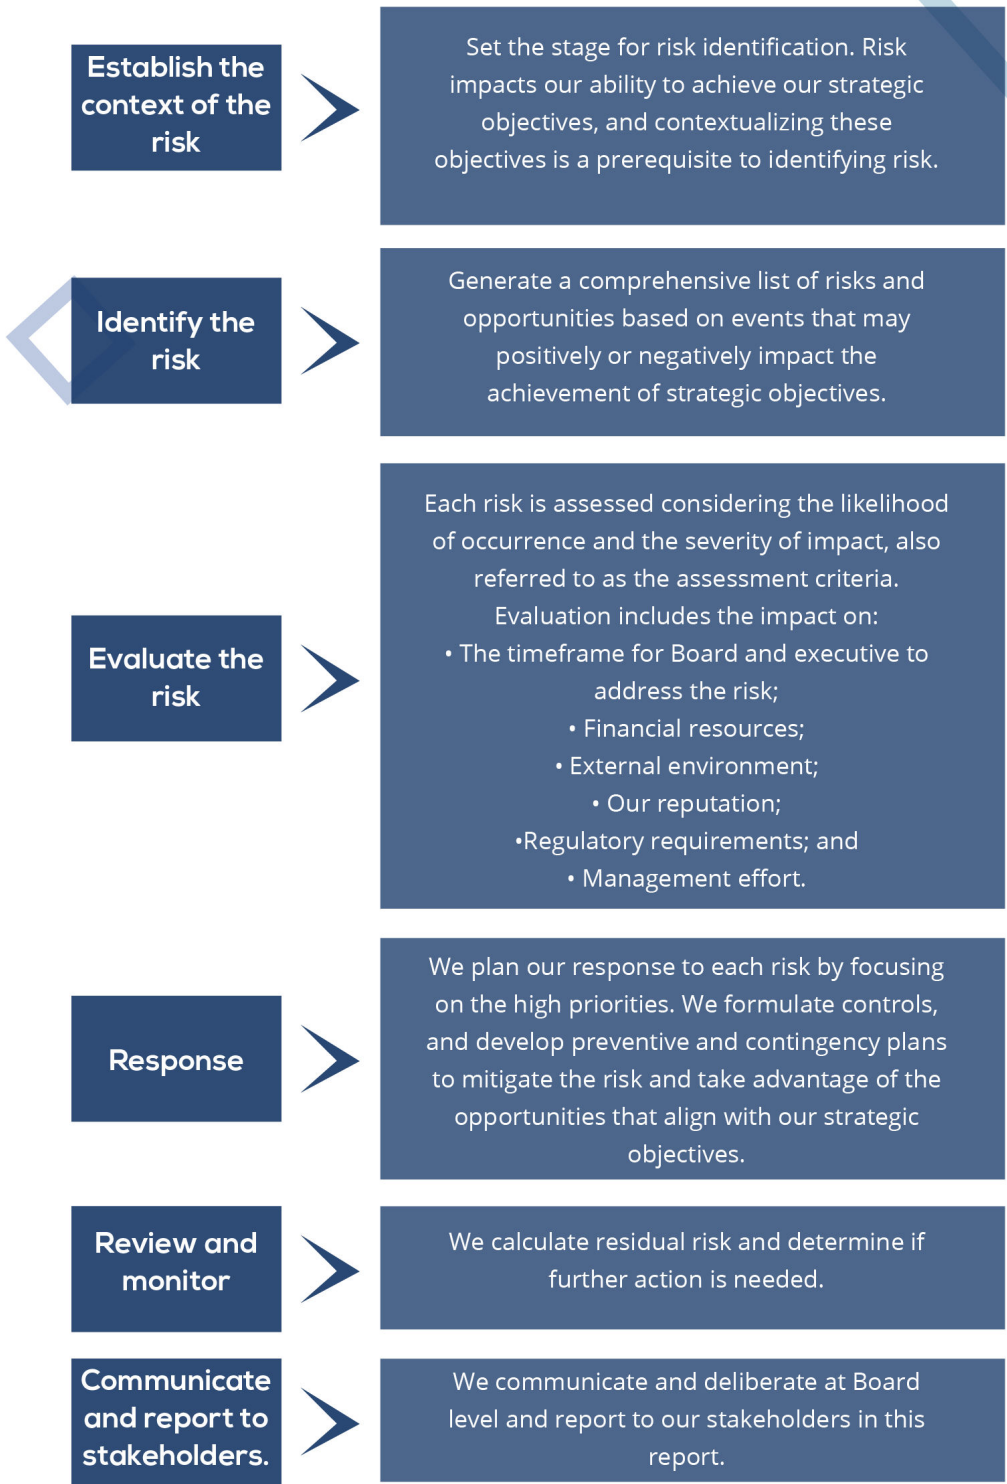 Establish the
context of the
risk
Set the stage for risk identification. Risk
impacts our ability to achieve our strategic
objectives, and contextualizing these
objectives is a prerequisite to identifying risk.
Identify the
risk
Generate a comprehensive list of risks and
opportunities based on events that may
positively or negatively impact the
achievement of strategic objectives.
Evaluate the
risk
Each risk is assessed considering the likelihood
of occurrence and the severity of impact, also
referred to as the assessment criteria.
Evaluation includes the impact on:
• The timeframe for Board and executive to
address the risk;
• Financial resources;
• External environment;
• Our reputation;
•Regulatory requirements; and
• Management effort.
Response
We plan our response to each risk by focusing
on the high priorities. We formulate controls,
and develop preventive and contingency plans
to mitigate the risk and take advantage of the
opportunities that align with our strategic
objectives.
Review and
monitor
We calculate residual risk and determine if
further action is needed.
Communicate
and report to
stakeholders.
We communicate and deliberate at Board
level and report to our stakeholders in this
report.